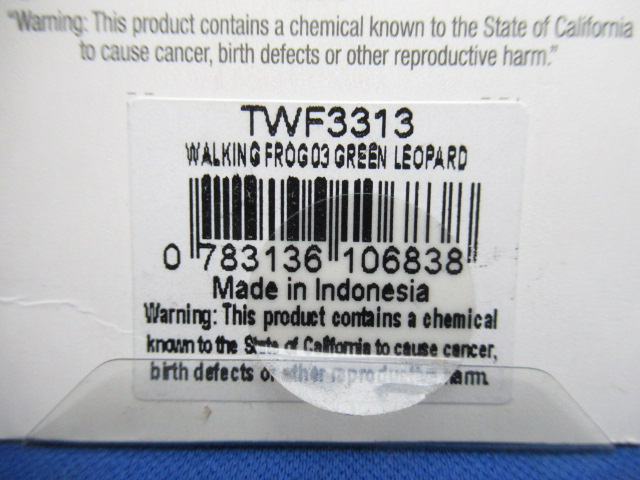 "Warning: This product contains a chemical known to the State of California
to cause cancer, birth defects or other reproductive harm."
TWF3313
WALKING FROG 03 GREEN LEOPARD
0 783136 106838
Made in Indonesia
Warning: This product contains a chemical
known to the State of California to cause cancer,
birth defects or other reproductive harm.